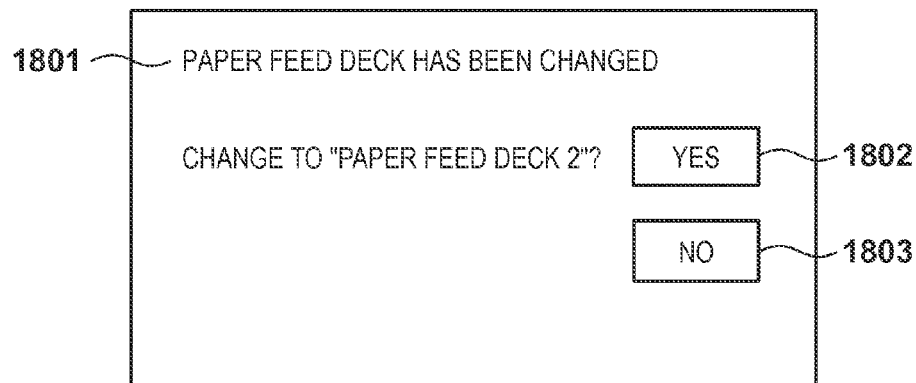 1801 PAPER FEED DECK HAS BEEN CHANGED
CHANGE TO "PAPER FEED DECK 2"? YES 1802
NO 1803